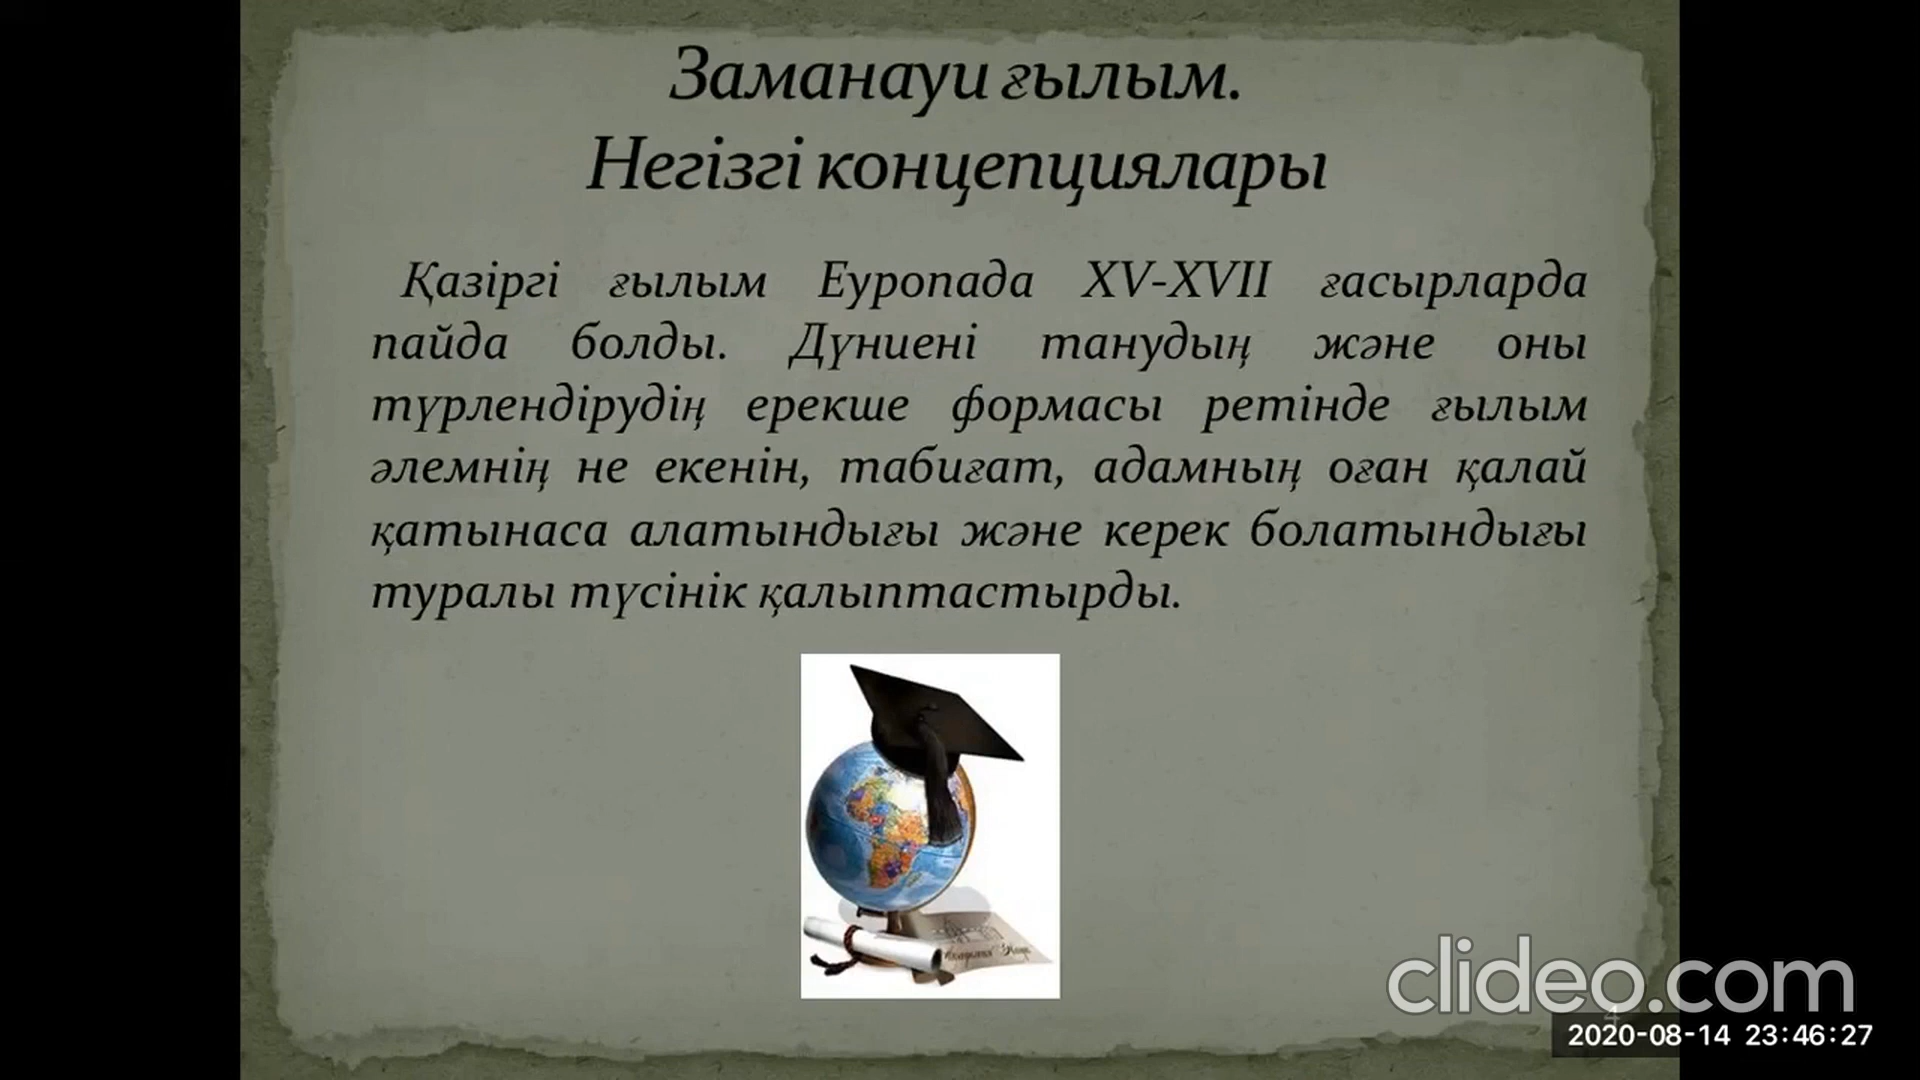 Заманауи ғылым.
Негізгі концепциялары
Қазіргі ғылым Еуропада XV-XVII ғасырларда
пайда болды. Дүниені танудың және оны
түрлендірудің ерекше формасы ретінде ғылым
әлемнің не екенін, табиғат, адамның оған қалай
қатынаса алатындығы және керек болатындығы
туралы түсінік қалыптастырды.
clideo.com
4
2020-08-14 23:46:27